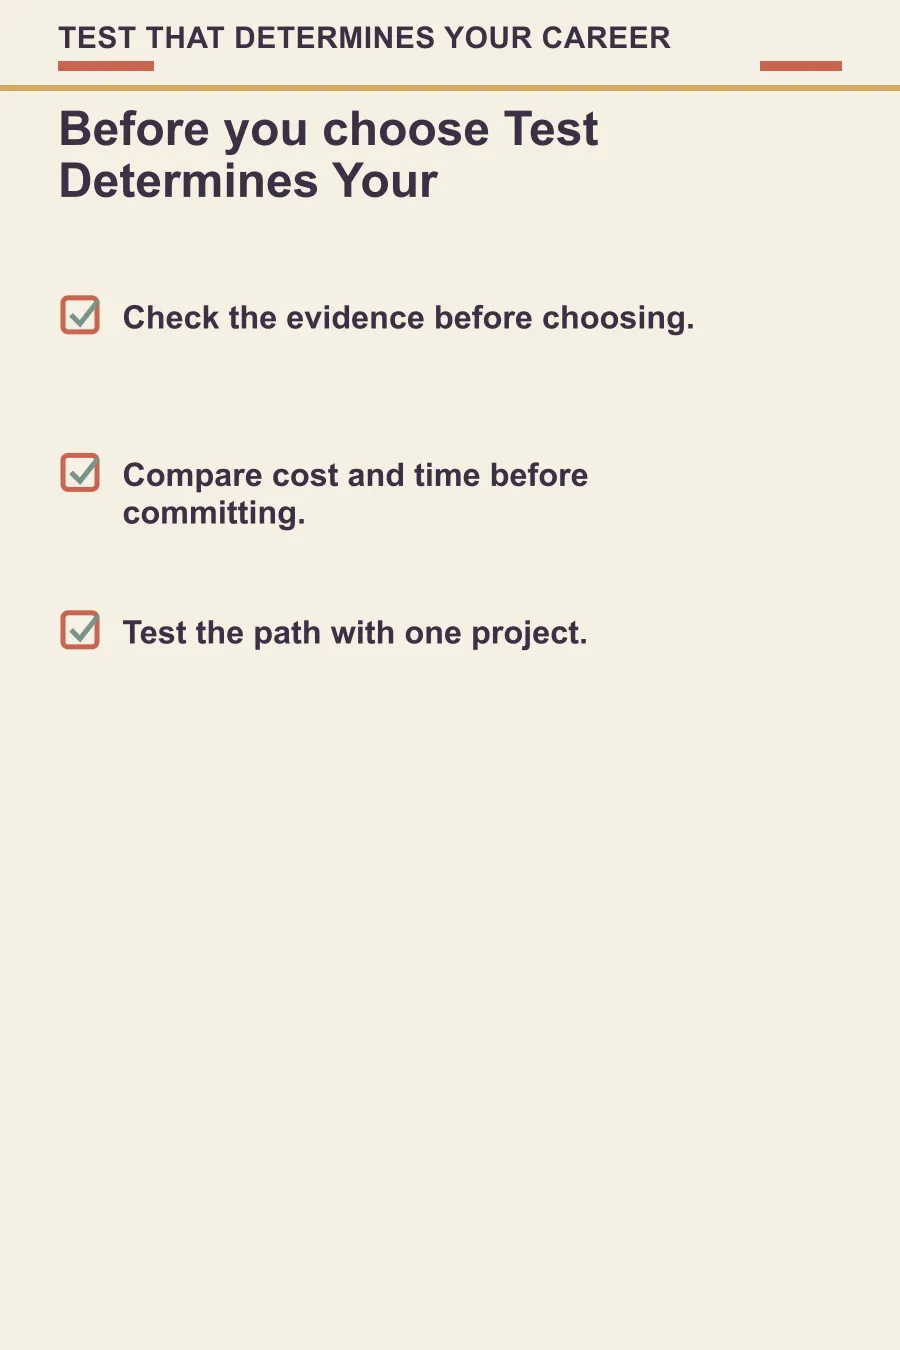 TEST THAT DETERMINES YOUR CAREER
Before you choose Test
Determines Your
Check the evidence before choosing.
Compare cost and time before
committing.
Test the path with one project.